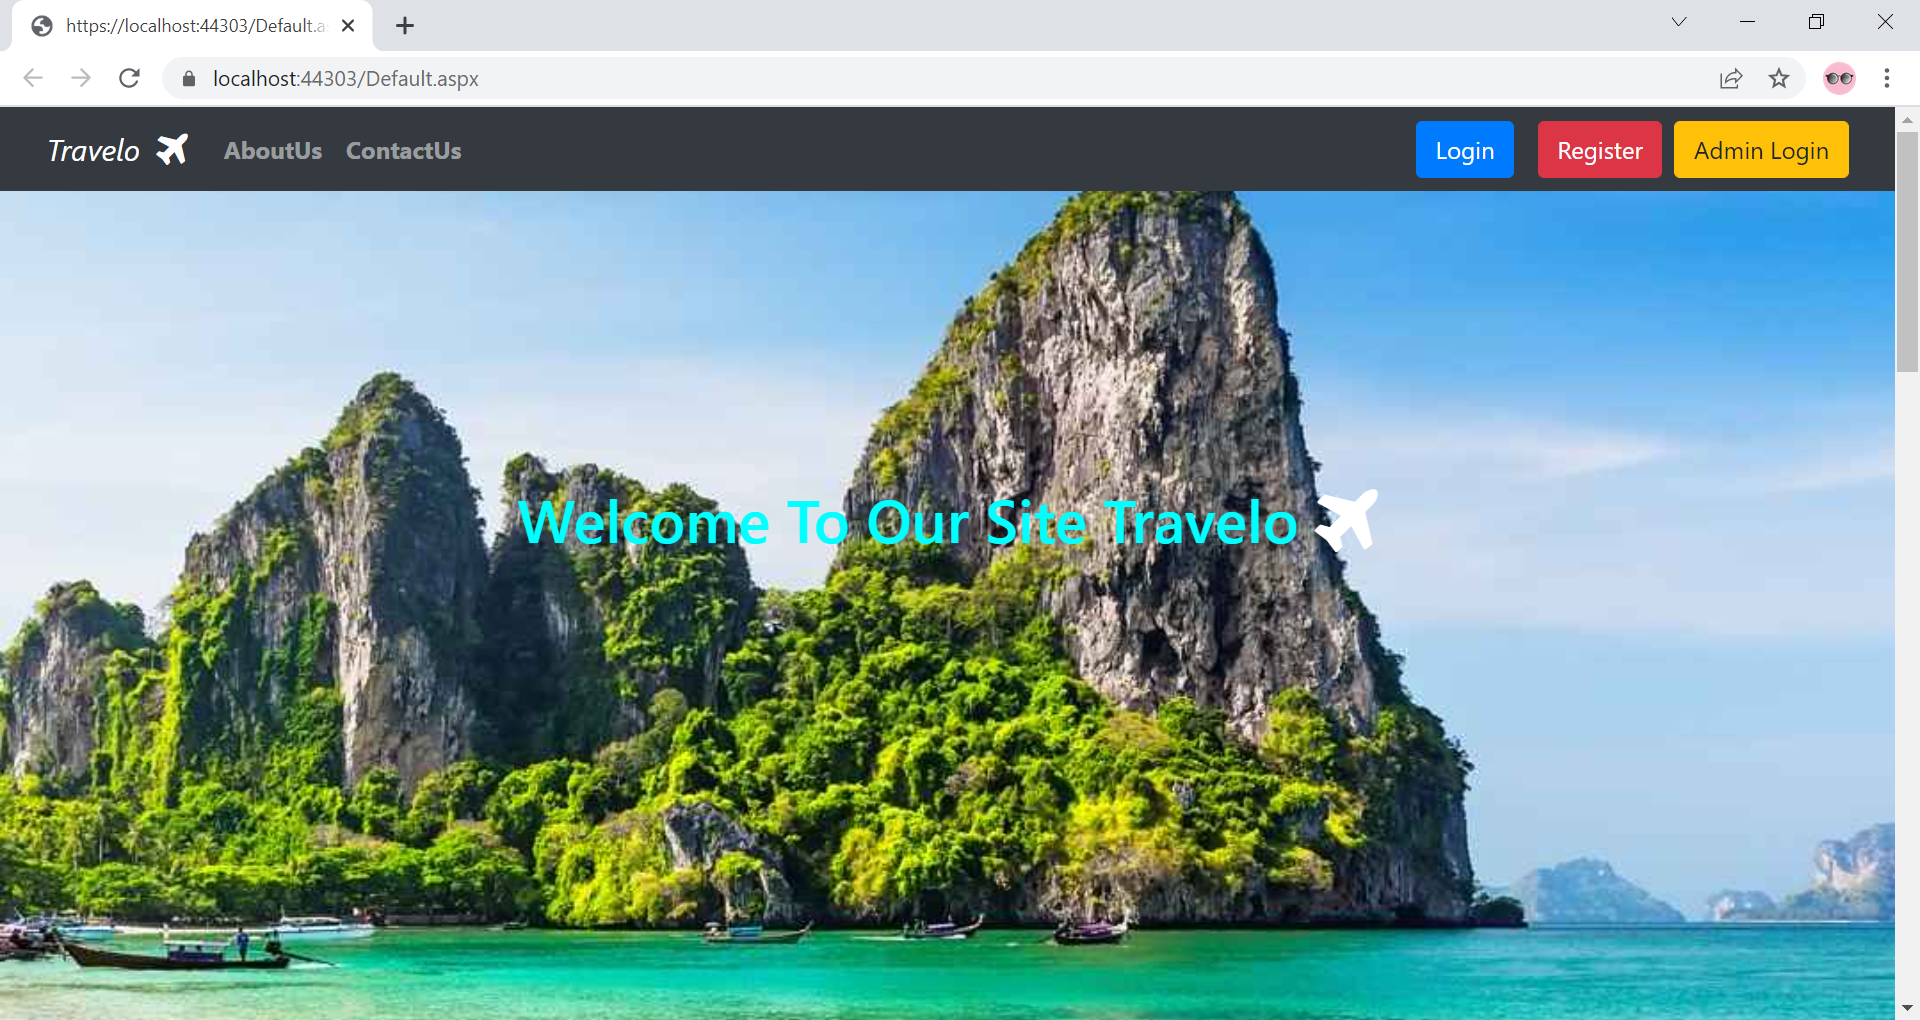 https://localhost:44303/Default.a
localhost:44303/Default.aspx
Travelo AboutUs ContactUs Login Register Admin Login
Welcome To Our Site Travelo